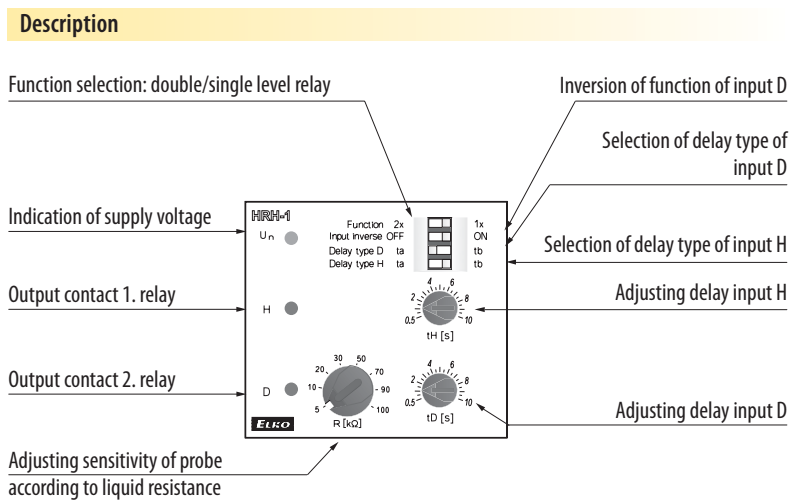 Description
Function selection: double/single level relay
Inversion of function of input D
Selection of delay type of
input D
Indication of supply voltage
Selection of delay type of input H
Output contact 1. relay
Adjusting delay input H
Output contact 2. relay
Adjusting delay input D
Adjusting sensitivity of probe
according to liquid resistance
HRH-1
Un
Function 2x 1x
Input inverse OFF ON
Delay type D ta tb
Delay type H ta tb
H
0.5 2 4 6 8 10
tH [s]
D
5 10 20 30 50 70 90 100
R [kΩ]
0.5 2 4 6 8 10
tD [s]
ELKO